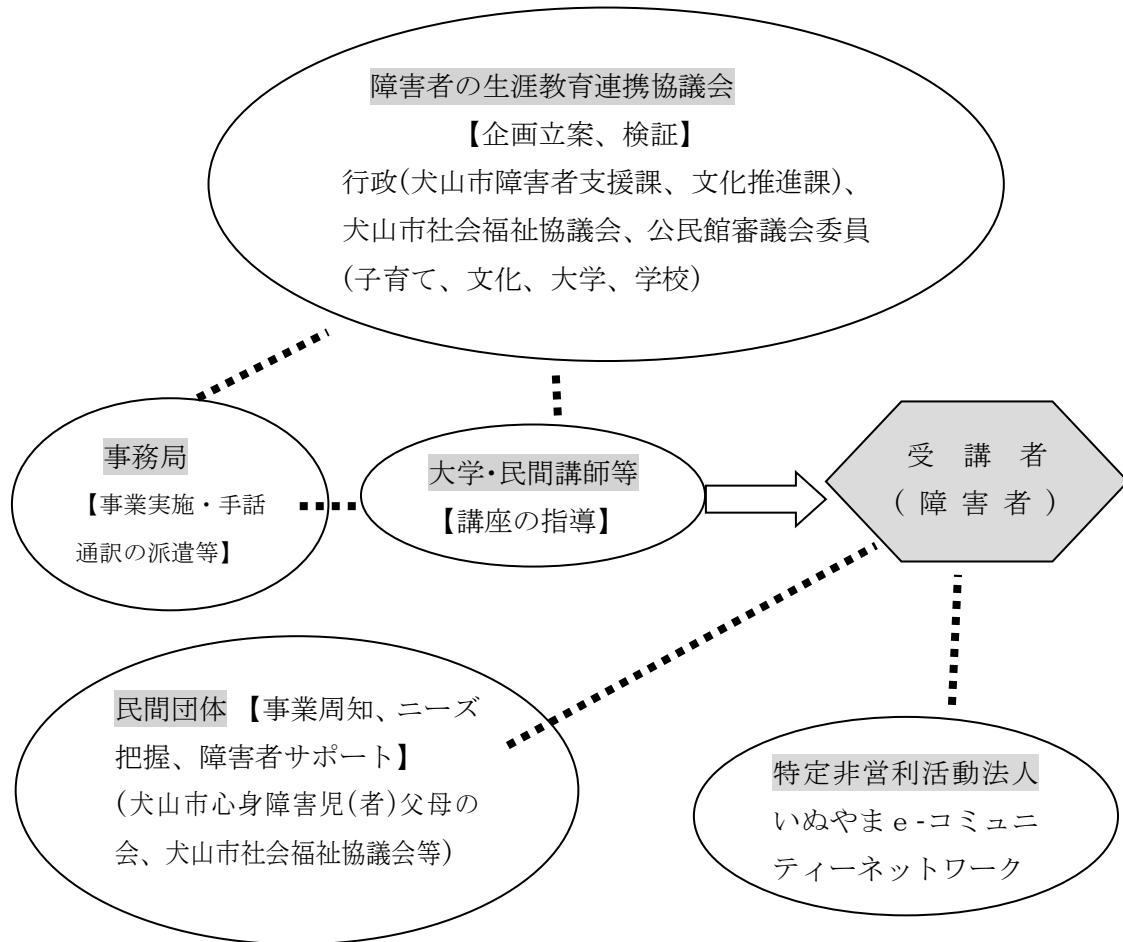 障害者の生涯教育連携協議会
【企画立案、検証】
行政(犬山市障害者支援課、文化推進課)、
犬山市社会福祉協議会、公民館審議会委員
(子育て、文化、大学、学校)
事務局
【事業実施・手話
通訳の派遣等】
大学・民間講師等
【講座の指導】
受 講 者
( 障 害 者 )
民間団体 【事業周知、ニーズ
把握、障害者サポート】
(犬山市心身障害児(者)父母の
会、犬山市社会福祉協議会等)
特定非営利活動法人
いぬやまｅ-コミュニ
ティーネットワーク